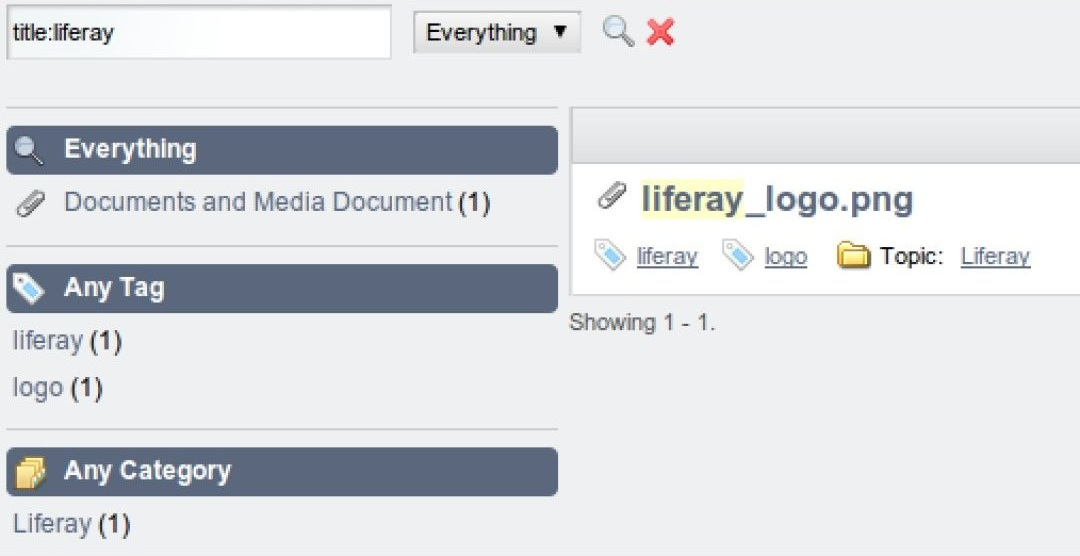 title:liferay
Everything ▼
Everything
Documents and Media Document (1)
Any Tag
liferay (1)
logo (1)
Any Category
Liferay (1)
liferay_logo.png
liferay logo Topic: Liferay
Showing 1 - 1.